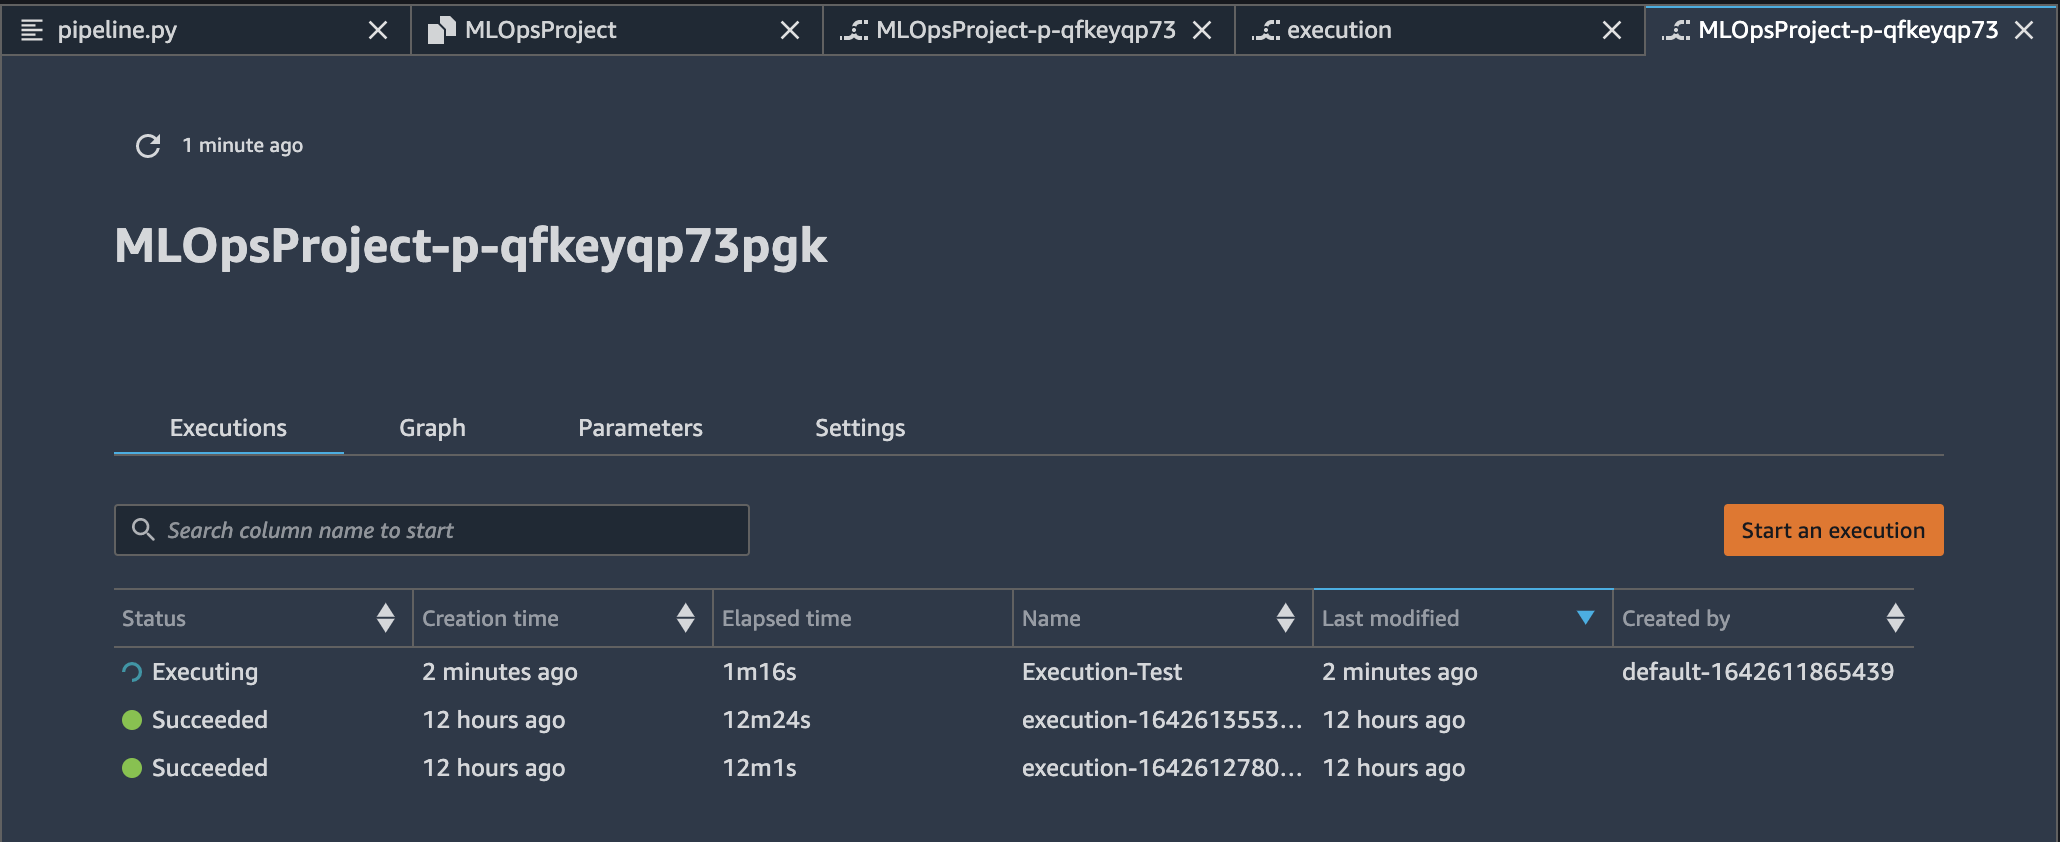 pipeline.py MLOpsProject MLOpsProject-p-qfkeyqp73 execution MLOpsProject-p-qfkeyqp73
1 minute ago
MLOpsProject-p-qfkeyqp73pgk
Executions Graph Parameters Settings
Search column name to start Start an execution
Status Creation time Elapsed time Name Last modified Created by
Executing 2 minutes ago 1m16s Execution-Test 2 minutes ago default-1642611865439
Succeeded 12 hours ago 12m24s execution-1642613553... 12 hours ago
Succeeded 12 hours ago 12m1s execution-1642612780... 12 hours ago